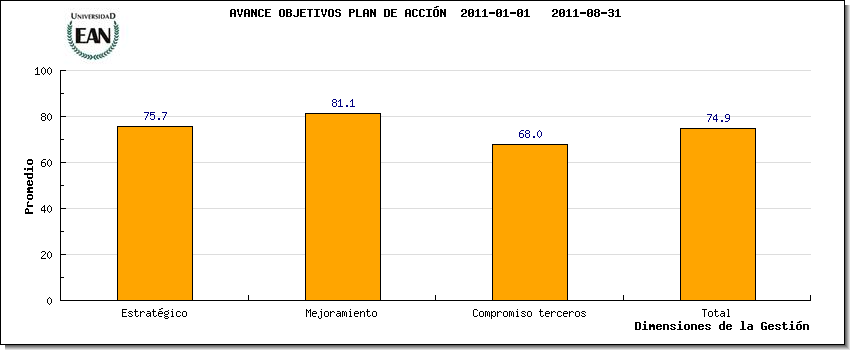 UNIVERSIDAD
EAN
AVANCE OBJETIVOS PLAN DE ACCIÓN 2011-01-01 2011-08-31
Promedio
100
80
60
40
20
0
75.7
81.1
68.0
74.9
Estratégico
Mejoramiento
Compromiso terceros
Total
Dimensiones de la Gestión